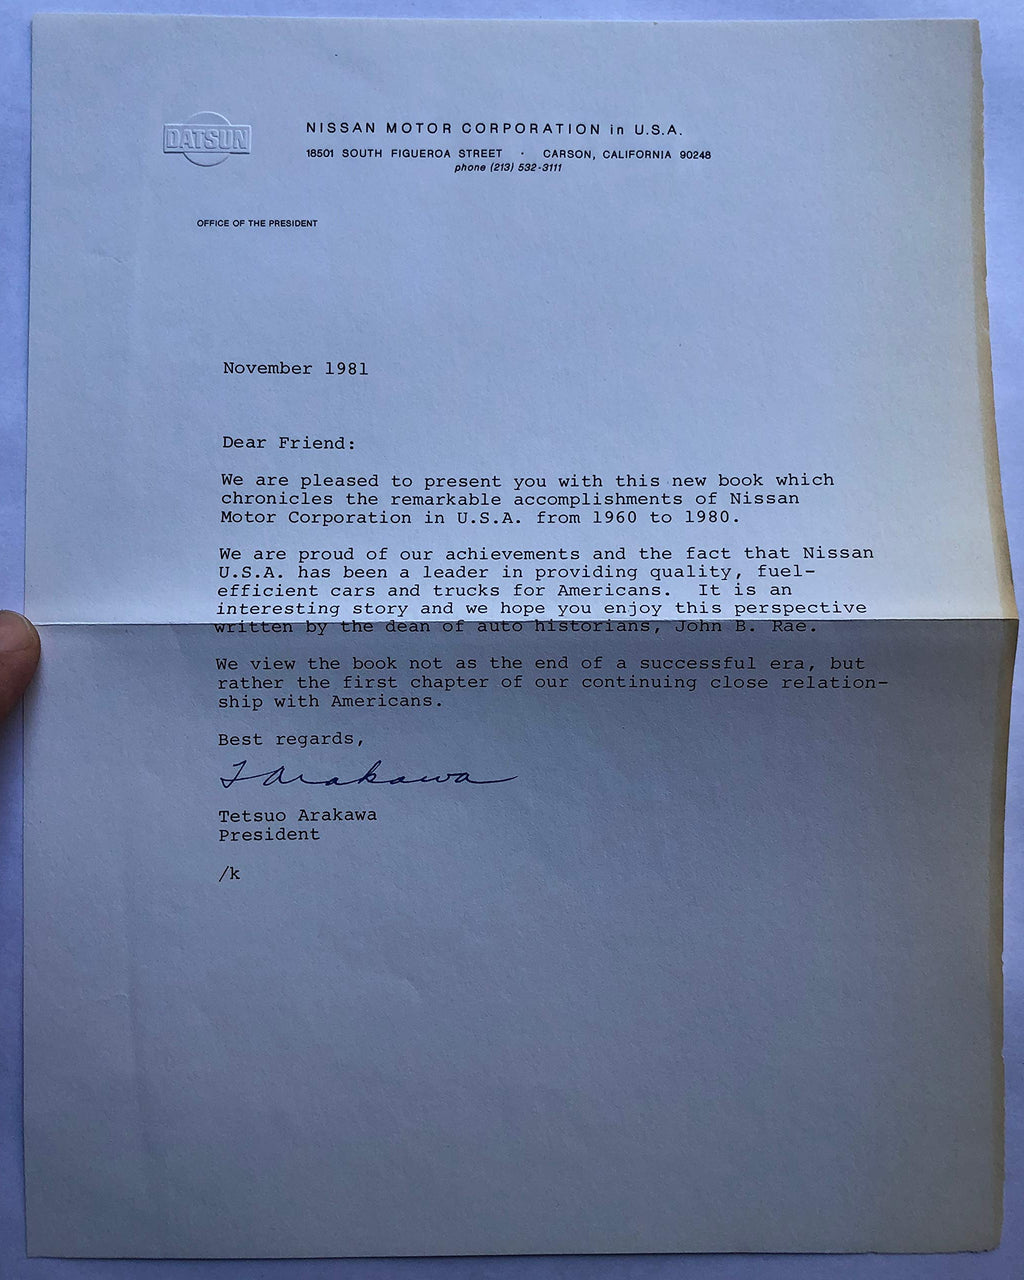 DATSUN
NISSAN MOTOR CORPORATION in U.S.A.
18501 SOUTH FIGUEROA STREET · CARSON, CALIFORNIA 90248
phone (213) 532-3111
OFFICE OF THE PRESIDENT
November 1981
Dear Friend:
We are pleased to present you with this new book which
chronicles the remarkable accomplishments of Nissan
Motor Corporation in U.S.A. from 1960 to 1980.
We are proud of our achievements and the fact that Nissan
U.S.A. has been a leader in providing quality, fuel-
efficient cars and trucks for Americans.  It is an
interesting story and we hope you enjoy this perspective
written by the dean of auto historians, John B. Rae.
We view the book not as the end of a successful era, but
rather the first chapter of our continuing close relation-
ship with Americans.
Best regards,
T Arakawa
Tetsuo Arakawa
President
/k